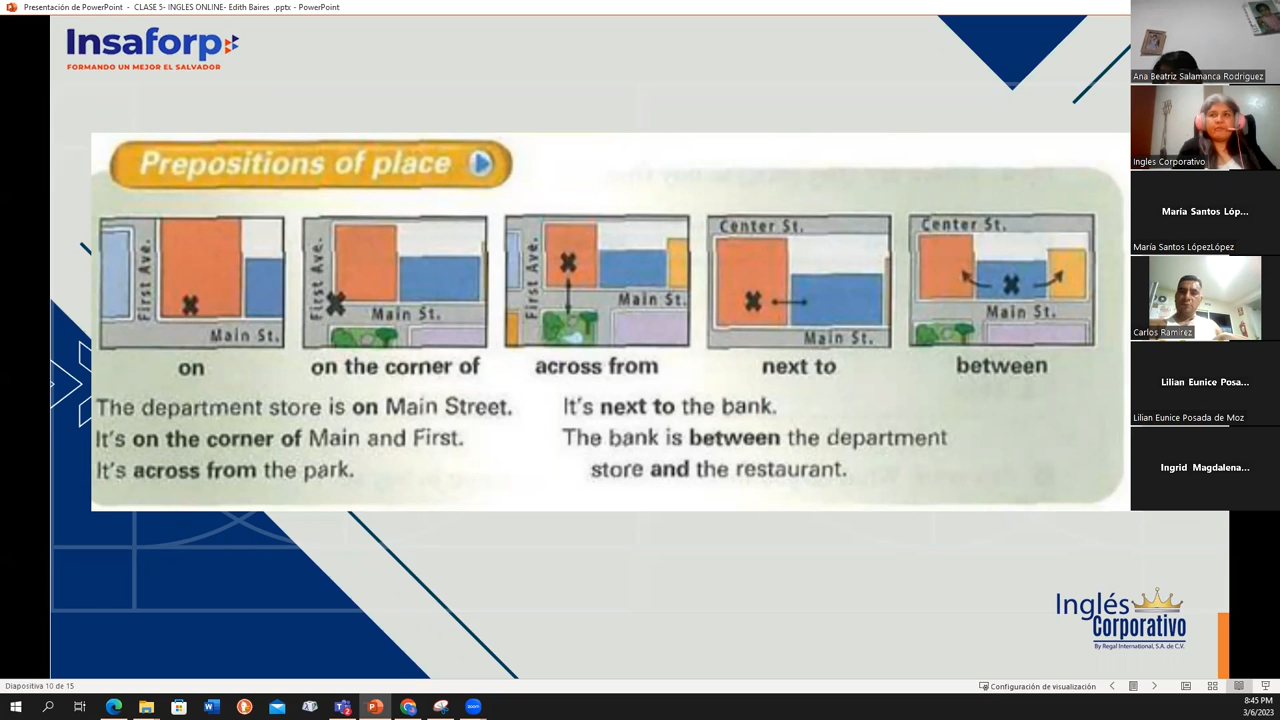 Presentación de PowerPoint - CLASE 5- INGLES ONLINE- Edith Baires .pptx - PowerPoint
Insaforp
FORMANDO UN MEJOR EL SALVADOR
Prepositions of place
First Ave.
Main St.
First Ave.
Main St.
First Ave.
Main St.
Center St.
Main St.
Center St.
Main St.
on
on the corner of
across from
next to
between
The department store is on Main Street.
It's on the corner of Main and First.
It's across from the park.
It's next to the bank.
The bank is between the department
store and the restaurant.
Inglés
Corporativo
By Regal International, S.A. de C.V.
Ana Beatriz Salamanca Rodriguez
Ingles Corporativo
María Santos Lóp...
María Santos LópezLópez
Carlos Ramirez
Lilian Eunice Posa...
Lilian Eunice Posada de Moz
Ingrid Magdalena...
Diapositiva 10 de 15
Configuración de visualización
8:45 PM
3/6/2023